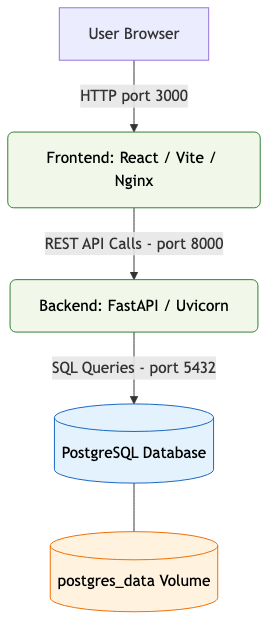 User Browser
HTTP port 3000
Frontend: React / Vite /
Nginx
REST API Calls - port 8000
Backend: FastAPI / Uvicorn
SQL Queries - port 5432
PostgreSQL Database
postgres_data Volume